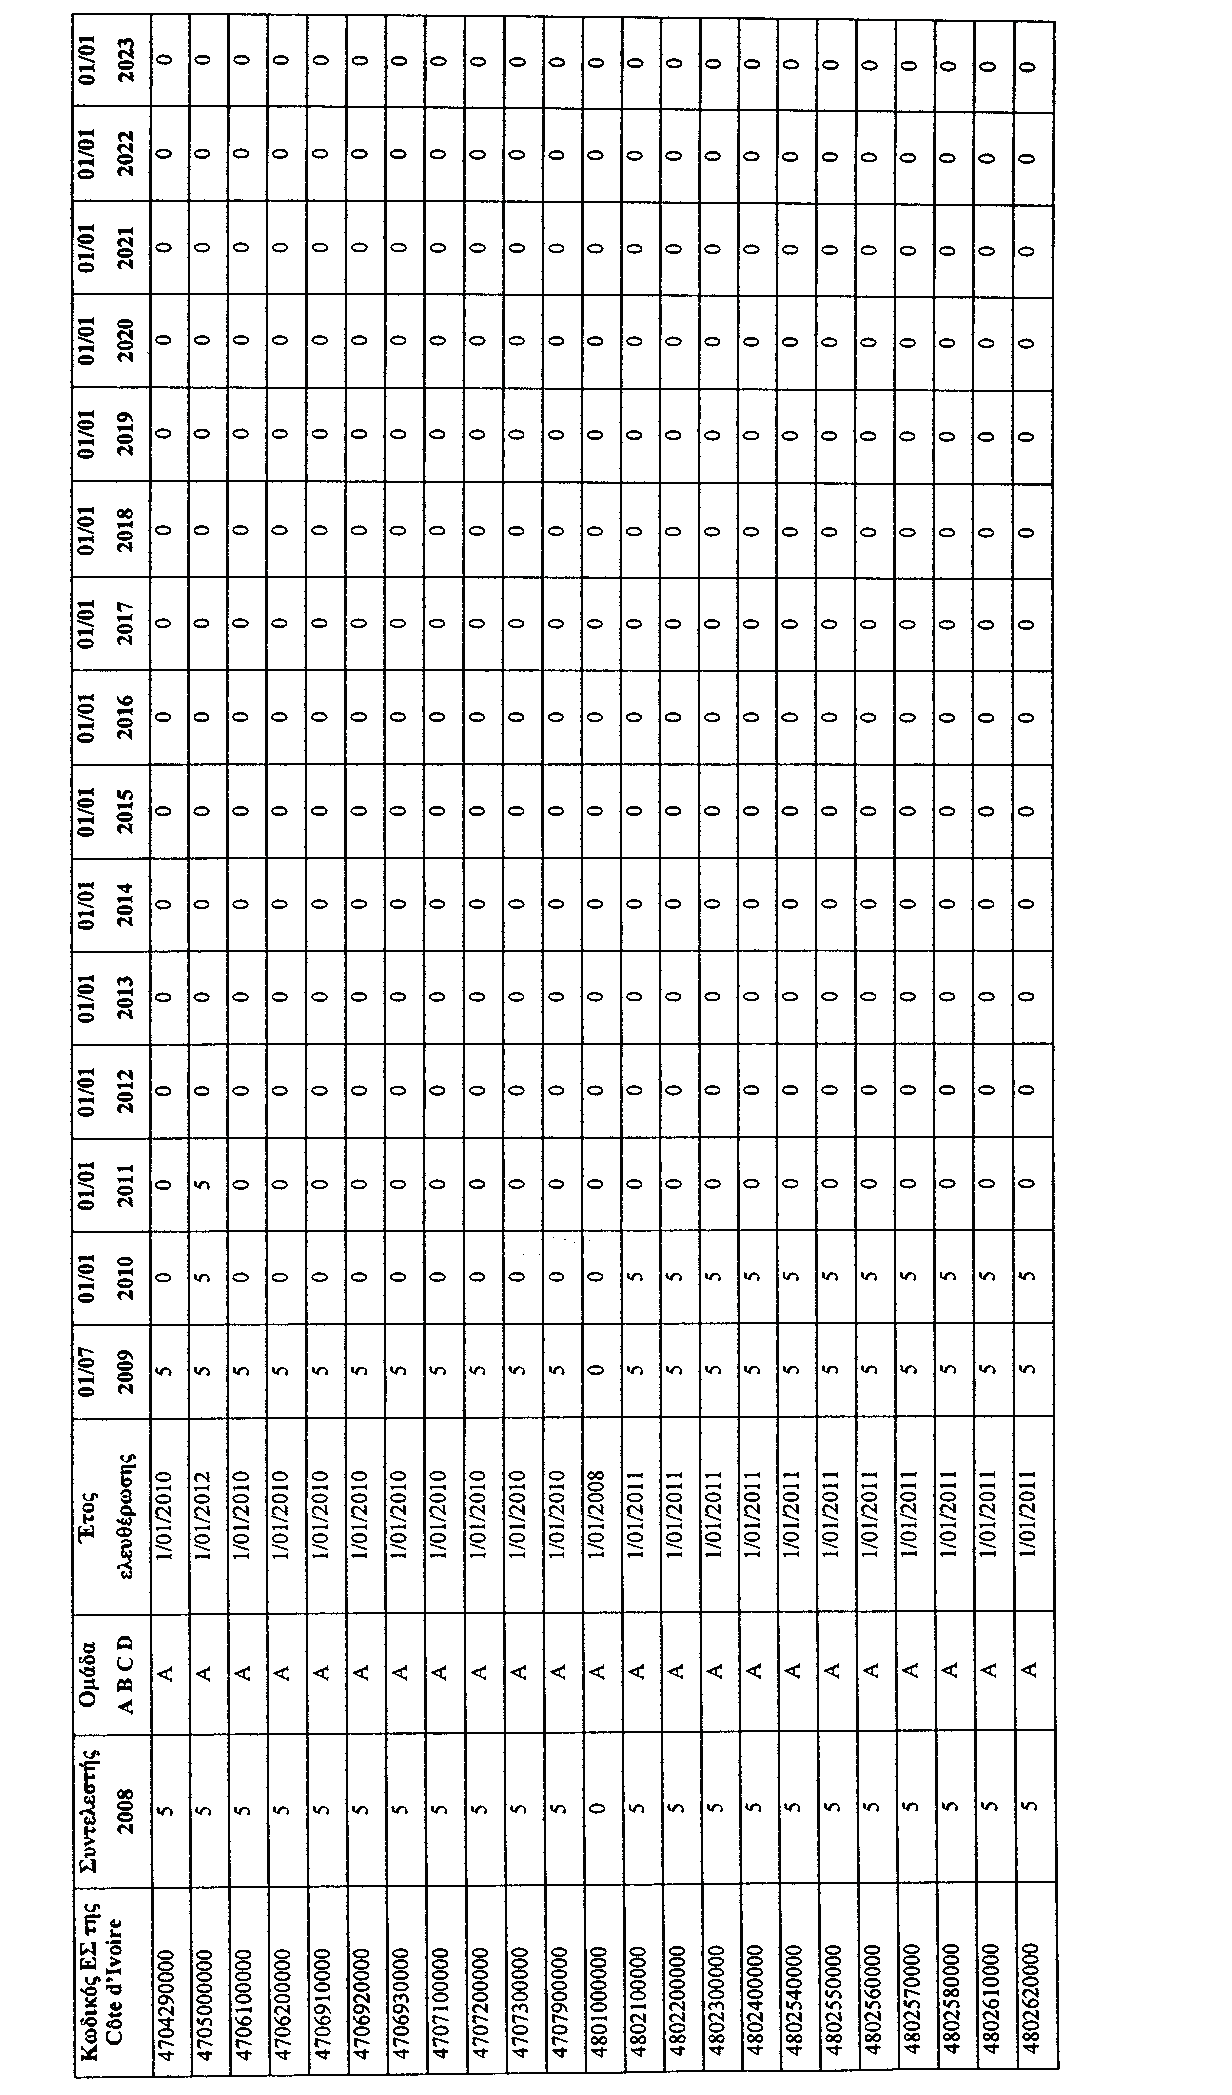 Κωδικός ΕΣ της Côte d'Ivoire Συντελεστής 2008 Ομάδα A B C D Έτος ελευθέρωσης 01/07 2009 01/01 2010 01/01 2011 01/01 2012 01/01 2013 01/01 2014 01/01 2015 01/01 2016 01/01 2017 01/01 2018 01/01 2019 01/01 2020 01/01 2021 01/01 2022 01/01 2023
4704290000 5 A 1/01/2010 5 0 0 0 0 0 0 0 0 0 0 0 0 0 0
4705000000 5 A 1/01/2012 5 5 5 0 0 0 0 0 0 0 0 0 0 0 0
4706100000 5 A 1/01/2010 5 0 0 0 0 0 0 0 0 0 0 0 0 0 0
4706200000 5 A 1/01/2010 5 0 0 0 0 0 0 0 0 0 0 0 0 0 0
4706910000 5 A 1/01/2010 5 0 0 0 0 0 0 0 0 0 0 0 0 0 0
4706920000 5 A 1/01/2010 5 0 0 0 0 0 0 0 0 0 0 0 0 0 0
4706930000 5 A 1/01/2010 5 0 0 0 0 0 0 0 0 0 0 0 0 0 0
4707100000 5 A 1/01/2010 5 0 0 0 0 0 0 0 0 0 0 0 0 0 0
4707200000 5 A 1/01/2010 5 0 0 0 0 0 0 0 0 0 0 0 0 0 0
4707300000 5 A 1/01/2010 5 0 0 0 0 0 0 0 0 0 0 0 0 0 0
4707900000 5 A 1/01/2010 5 0 0 0 0 0 0 0 0 0 0 0 0 0 0
4801000000 0 A 1/01/2008 0 0 0 0 0 0 0 0 0 0 0 0 0 0 0
4802100000 5 A 1/01/2011 5 5 0 0 0 0 0 0 0 0 0 0 0 0 0
4802200000 5 A 1/01/2011 5 5 0 0 0 0 0 0 0 0 0 0 0 0 0
4802300000 5 A 1/01/2011 5 5 0 0 0 0 0 0 0 0 0 0 0 0 0
4802400000 5 A 1/01/2011 5 5 0 0 0 0 0 0 0 0 0 0 0 0 0
4802540000 5 A 1/01/2011 5 5 0 0 0 0 0 0 0 0 0 0 0 0 0
4802550000 5 A 1/01/2011 5 5 0 0 0 0 0 0 0 0 0 0 0 0 0
4802560000 5 A 1/01/2011 5 5 0 0 0 0 0 0 0 0 0 0 0 0 0
4802570000 5 A 1/01/2011 5 5 0 0 0 0 0 0 0 0 0 0 0 0 0
4802580000 5 A 1/01/2011 5 5 0 0 0 0 0 0 0 0 0 0 0 0 0
4802610000 5 A 1/01/2011 5 5 0 0 0 0 0 0 0 0 0 0 0 0 0
4802620000 5 A 1/01/2011 5 5 0 0 0 0 0 0 0 0 0 0 0 0 0